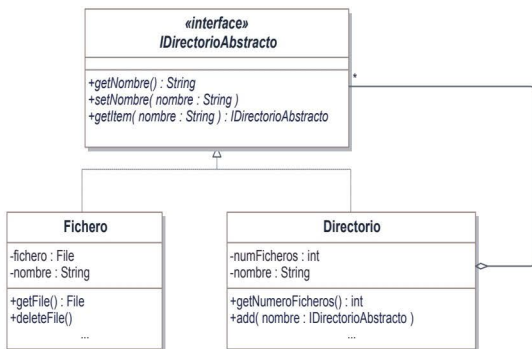 «interface»
IDirectorioAbstracto
+getNombre() : String
+setNombre( nombre : String )
+getItem( nombre : String ) : IDirectorioAbstracto
*
Fichero
-fichero : File
-nombre : String
+getFile() : File
+deleteFile()
...
Directorio
-numFicheros : int
-nombre : String
+getNumeroFicheros() : int
+add( nombre : IDirectorioAbstracto )
...